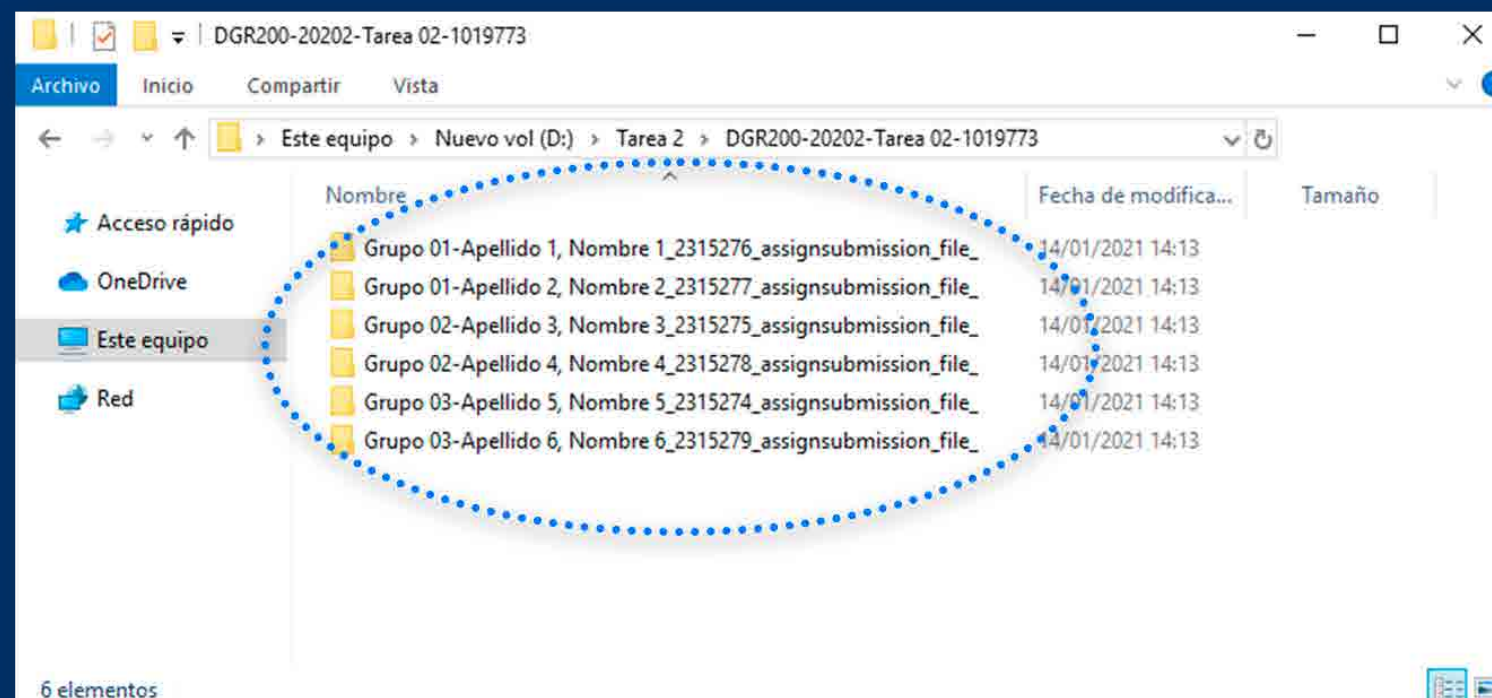 DGR200-20202-Tarea 02-1019773
Archivo Inicio Compartir Vista
Este equipo > Nuevo vol (D:) > Tarea 2 > DGR200-20202-Tarea 02-1019773
Nombre Fecha de modifica... Tamaño
Acceso rápido
OneDrive
Este equipo
Red
Grupo 01-Apellido 1, Nombre 1_2315276_assignsubmission_file_ 14/01/2021 14:13
Grupo 01-Apellido 2, Nombre 2_2315277_assignsubmission_file_ 14/01/2021 14:13
Grupo 02-Apellido 3, Nombre 3_2315275_assignsubmission_file_ 14/01/2021 14:13
Grupo 02-Apellido 4, Nombre 4_2315278_assignsubmission_file_ 14/01/2021 14:13
Grupo 03-Apellido 5, Nombre 5_2315274_assignsubmission_file_ 14/01/2021 14:13
Grupo 03-Apellido 6, Nombre 6_2315279_assignsubmission_file_ 14/01/2021 14:13
6 elementos